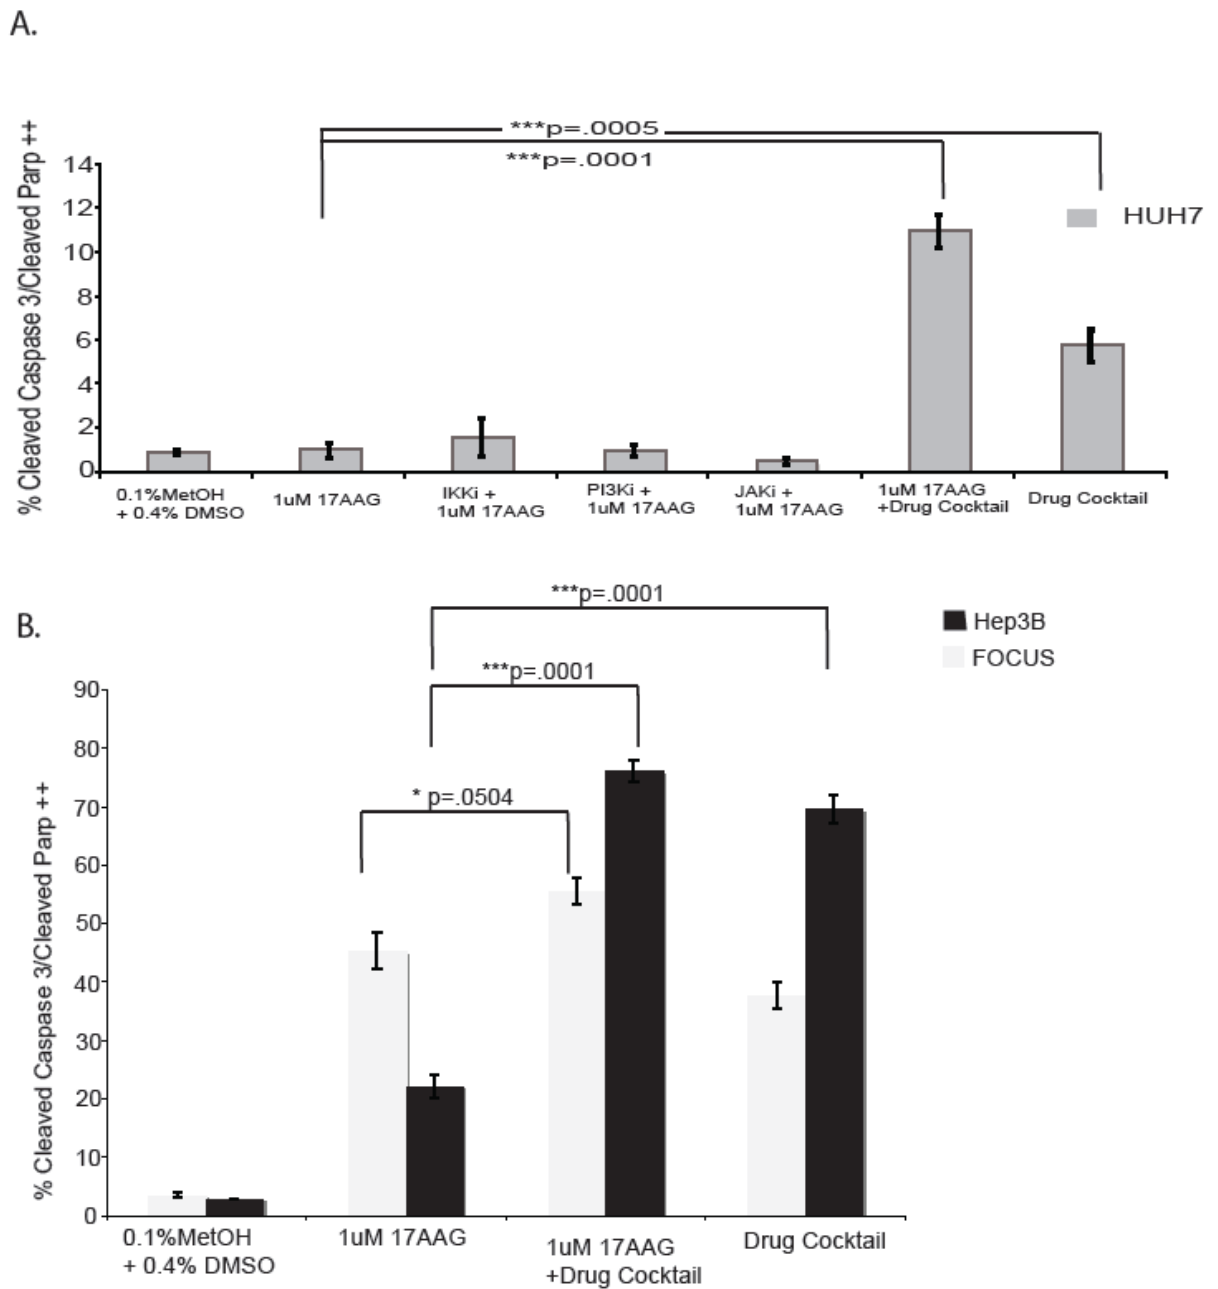 A.
% Cleaved Caspase 3/Cleaved Parp ++
***p=.0005
***p=.0001
14
12
10
8
6
4
2
0
HUH7
0.1%MetOH
+ 0.4% DMSO
1uM 17AAG
IKKi +
1uM 17AAG
PI3Ki +
1uM 17AAG
JAKi +
1uM 17AAG
1uM 17AAG
+Drug Cocktail
Drug Cocktail
B.
% Cleaved Caspase 3/Cleaved Parp ++
***p=.0001
***p=.0001
* p=.0504
Hep3B
FOCUS
90
80
70
60
50
40
30
20
10
0
0.1%MetOH
+ 0.4% DMSO
1uM 17AAG
1uM 17AAG
+Drug Cocktail
Drug Cocktail